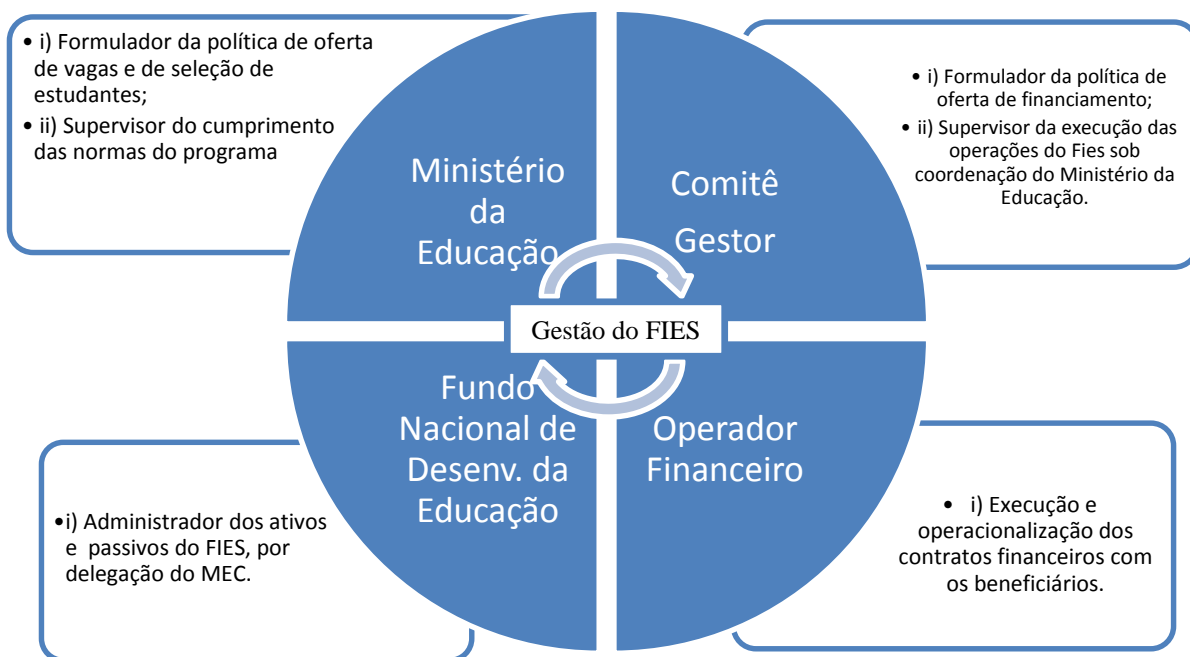 • i) Formulador da política de oferta
de vagas e de seleção de
estudantes;
• ii) Supervisor do cumprimento
das normas do programa
Ministério
da
Educação
Comitê
Gestor
• i) Formulador da política de
oferta de financiamento;
• ii) Supervisor da execução das
operações do Fies sob
coordenação do Ministério da
Educação.
Gestão do FIES
•i) Administrador dos ativos
e passivos do FIES, por
delegação do MEC.
Fundo
Nacional de
Desenv. da
Educação
Operador
Financeiro
• i) Execução e
operacionalização dos
contratos financeiros com
os beneficiários.